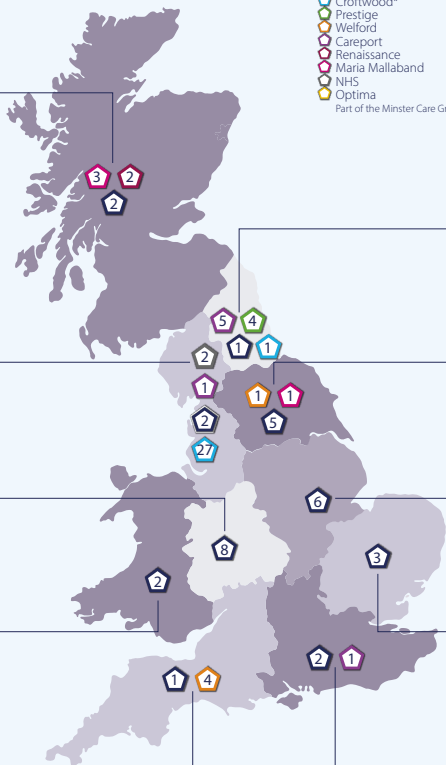 Croftwood*
Prestige
Welford
Careport
Renaissance
Maria Mallaband
NHS
Optima
Part of the Minster Care
3 2
2
5 4
1 1
2
1
2
27
1 1
5
6
8
3
2
2 1
1 4